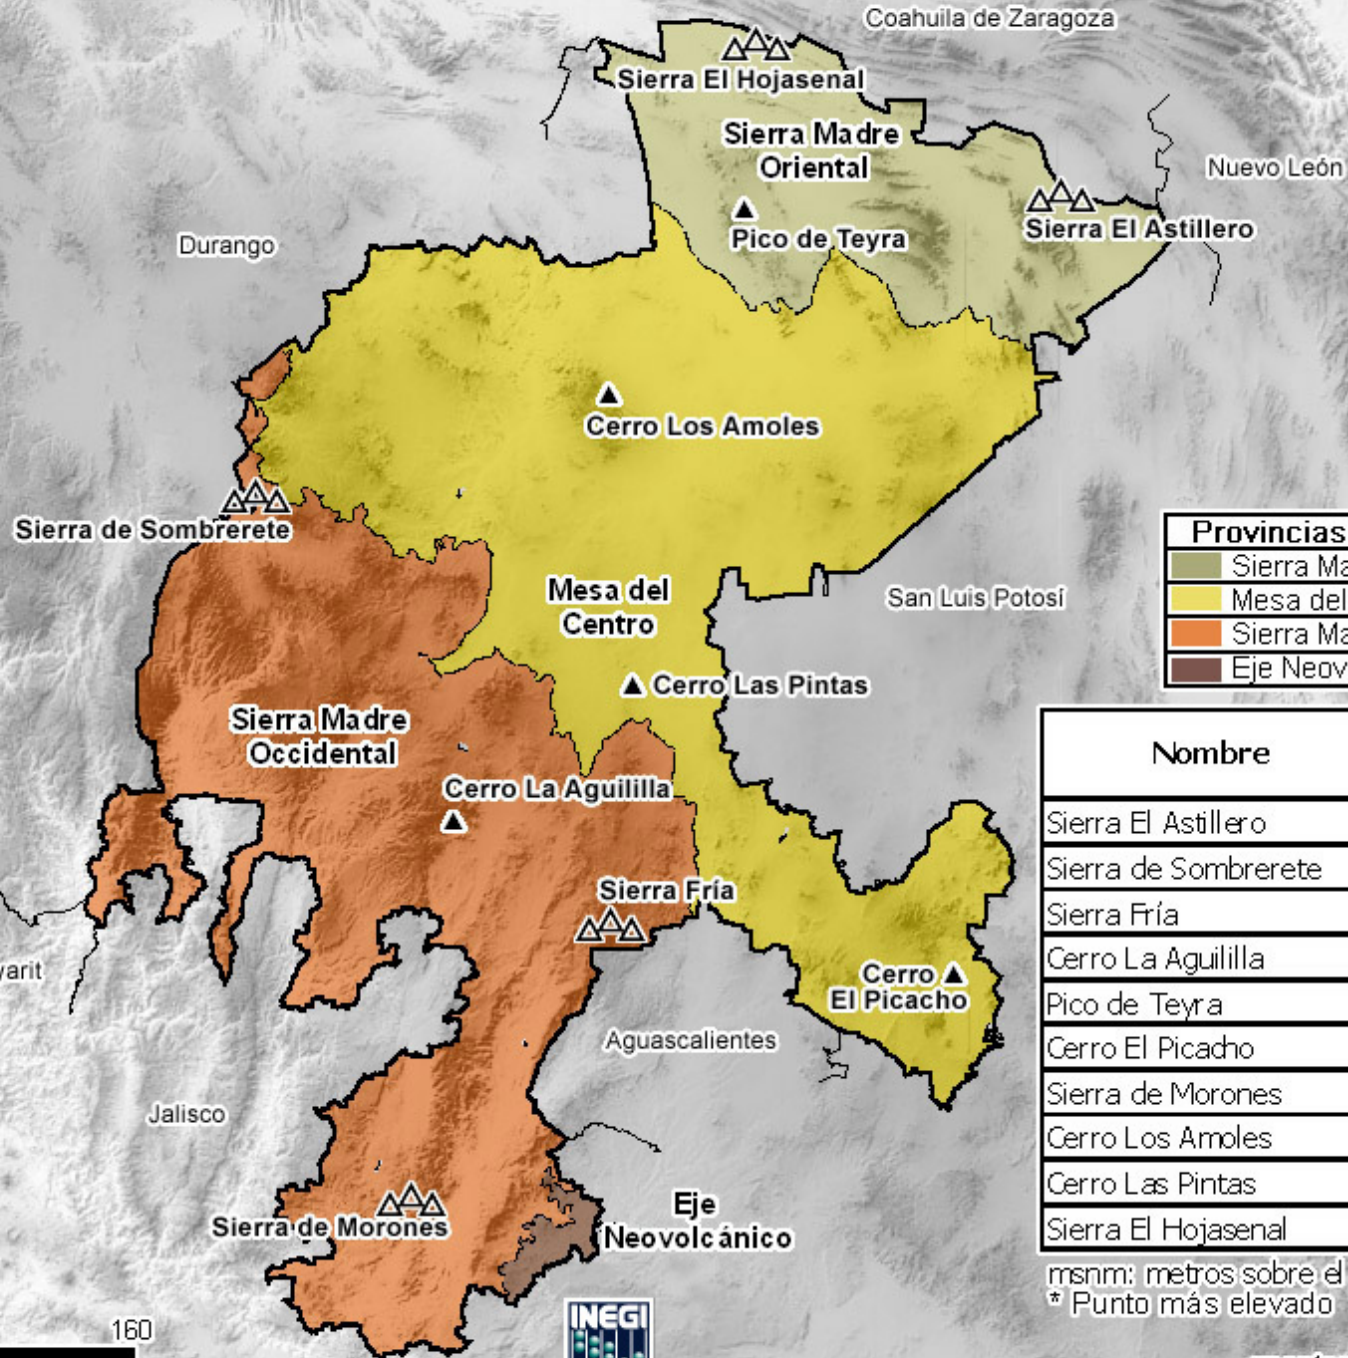 Coahuila de Zaragoza
Sierra El Hojasenal
Sierra Madre
Oriental
Nuevo León
Pico de Teyra
Sierra El Astillero
Durango
Cerro Los Amoles
Sierra de Sombrerete
Mesa del
Centro
San Luis Potosí
Provincias
Sierra Ma
Mesa del
Sierra Ma
Eje Neov
Cerro Las Pintas
Sierra Madre
Occidental
Cerro La Aguililla
Sierra Fría
yarit
Cerro
El Picacho
Aguascalientes
Jalisco
Sierra de Morones
Eje
Neovolcánico
Nombre
Sierra El Astillero
Sierra de Sombrerete
Sierra Fría
Cerro La Aguililla
Pico de Teyra
Cerro El Picacho
Sierra de Morones
Cerro Los Amoles
Cerro Las Pintas
Sierra El Hojasenal
msnm: metros sobre el
* Punto más elevado
INEGI
160